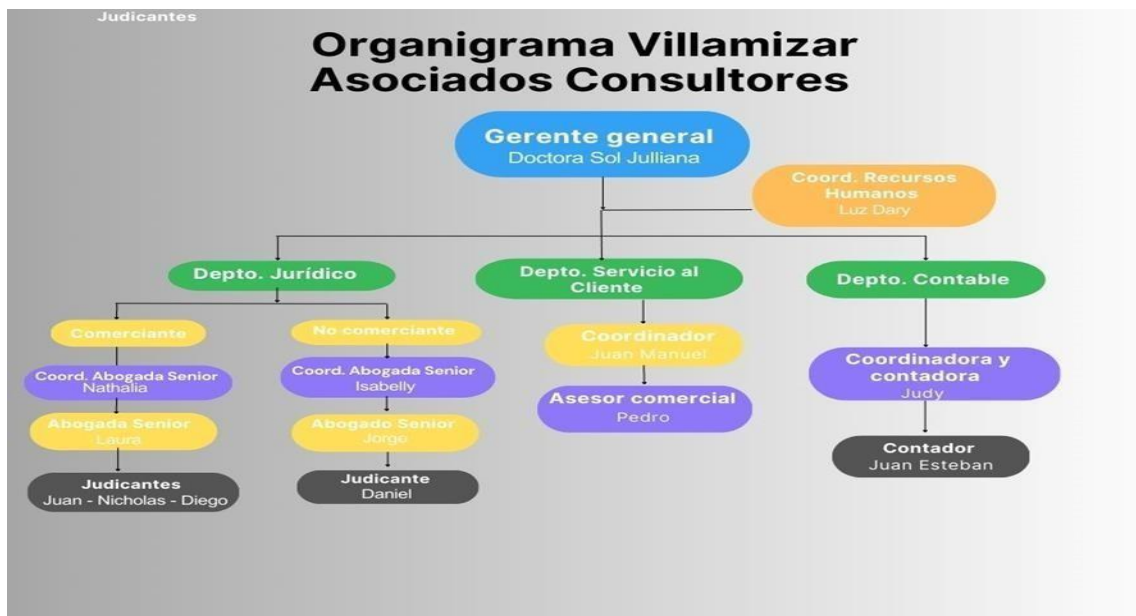 Judicantes
Organigrama Villamizar
Asociados Consultores
Gerente general
Doctora Sol Julliana
Coord. Recursos
Humanos
Luz Dary
Depto. Jurídico
Depto. Servicio al
Cliente
Depto. Contable
Comerciante
No comerciante
Coordinador
Juan Manuel
Coordinadora y
contadora
Judy
Coord. Abogada Senior
Nathalia
Coord. Abogada Senior
Isabelly
Asesor comercial
Pedro
Abogada Senior
Laura
Abogado Senior
Jorgo
Contador
Juan Esteban
Judicantes
Juan - Nicholas - Diego
Judicante
Daniel